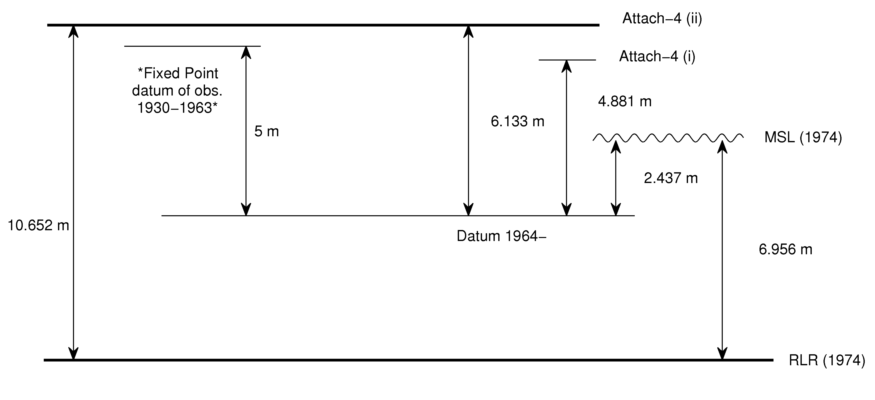 Attach−4 (ii)
Attach−4 (i)
*Fixed Point
datum of obs.
1930−1963*
4.881 m
6.133 m
5 m
MSL (1974)
2.437 m
10.652 m
Datum 1964−
6.956 m
RLR (1974)